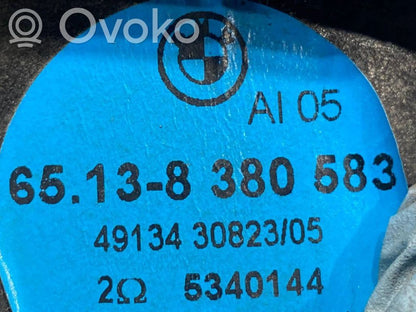 Ovoko
AI 05
65.13-8 380 583
49134 30823/05
2Ω 5340144